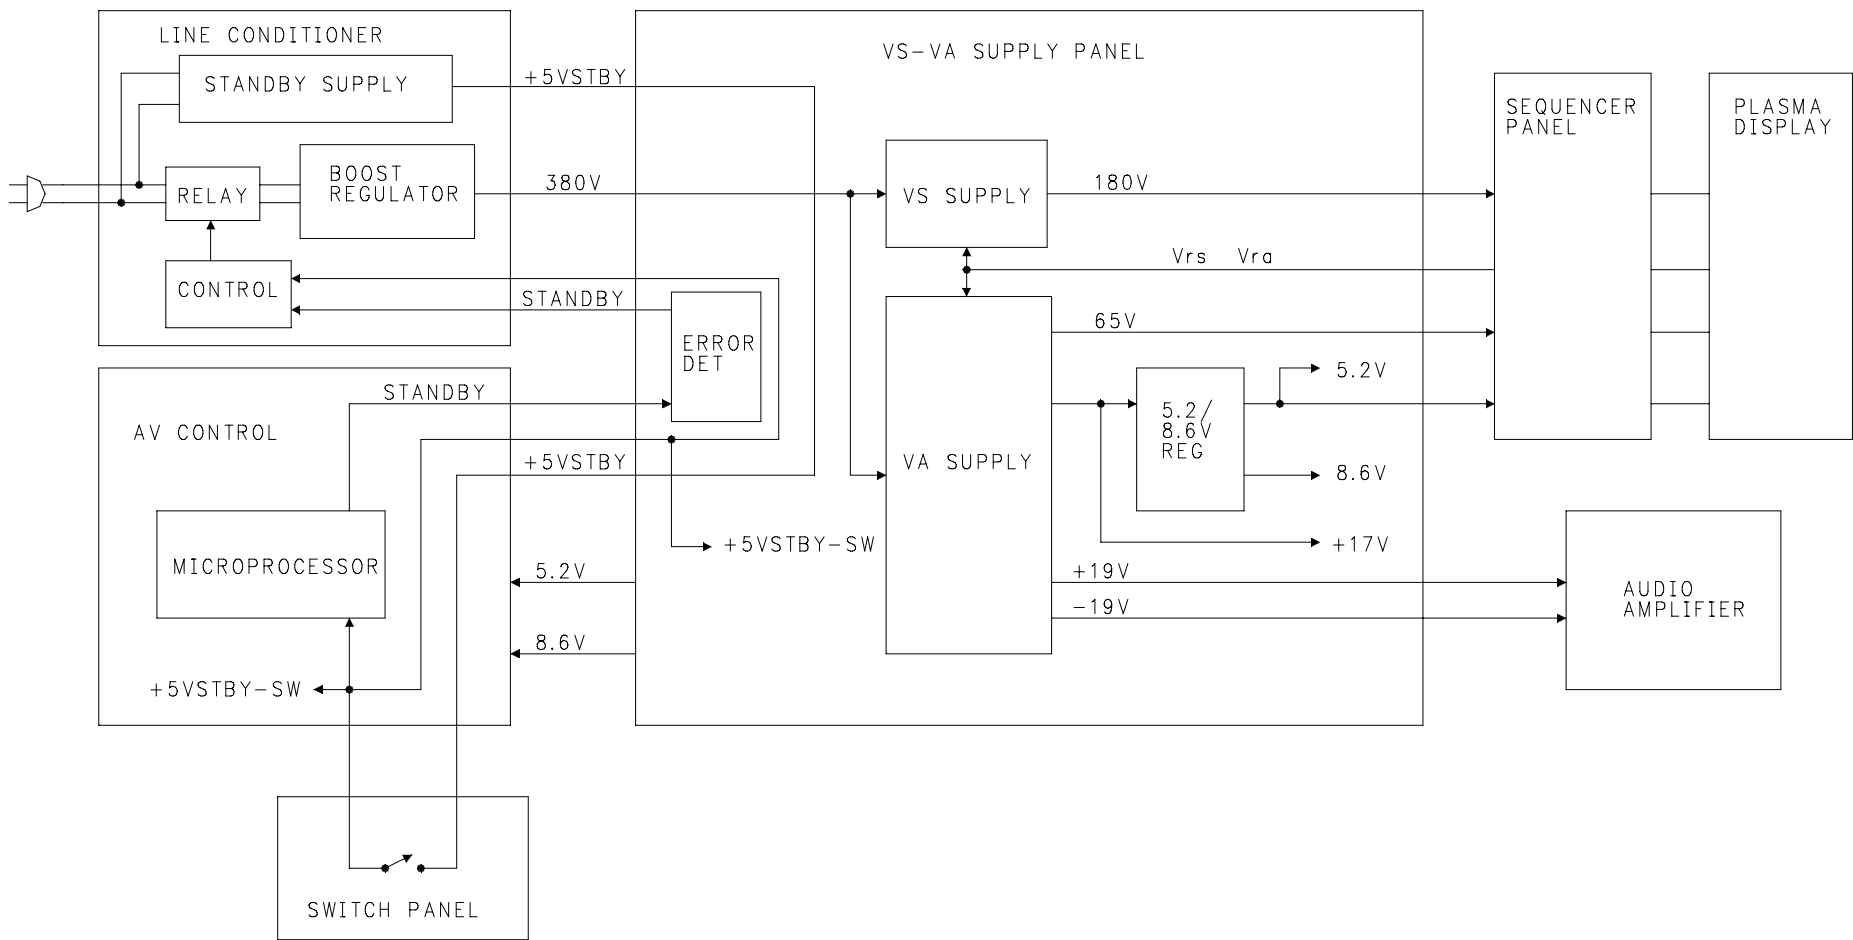 LINE CONDITIONER
VS-VA SUPPLY PANEL
STANDBY SUPPLY
+5VSTBY
SEQUENCER
PANEL
PLASMA
DISPLAY
BOOST
REGULATOR
RELAY
380V
VS SUPPLY
180V
Vrs Vra
CONTROL
STANDBY
65V
ERROR
DET
5.2V
STANDBY
5.2/
8.6V
REG
AV CONTROL
+5VSTBY
VA SUPPLY
8.6V
+5VSTBY-SW
+17V
MICROPROCESSOR
5.2V
+19V
AUDIO
AMPLIFIER
-19V
8.6V
+5VSTBY-SW
SWITCH PANEL